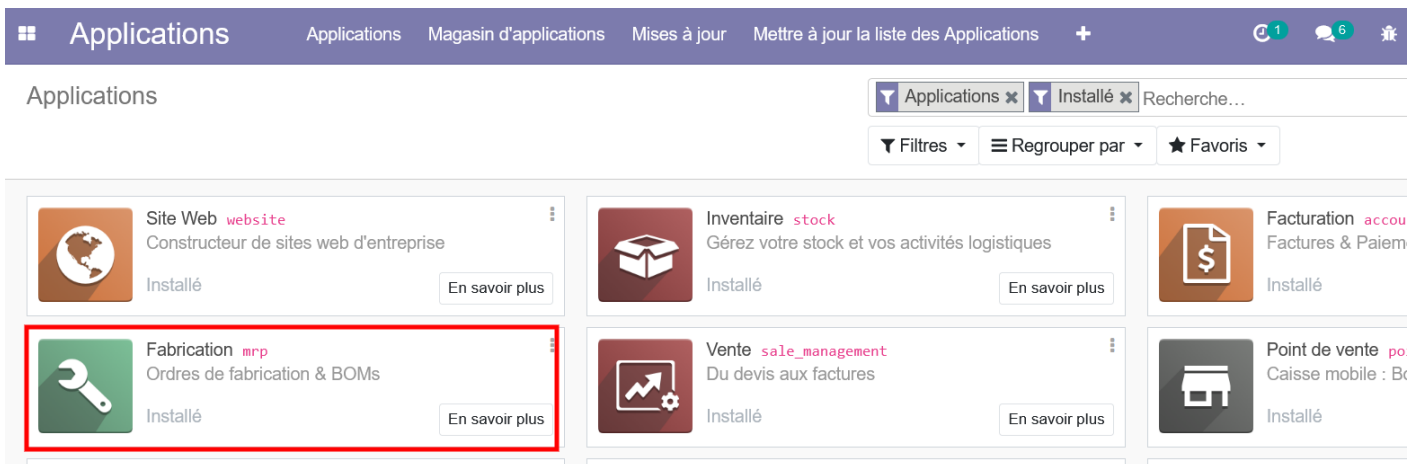 Applications Applications Magasin d'applications Mises à jour Mettre à jour la liste des Applications + 1 6
Applications
Applications × Installé × Recherche...
Filtres Regrouper par Favoris
Site Web website
Constructeur de sites web d'entreprise
Installé En savoir plus
Inventaire stock
Gérez votre stock et vos activités logistiques
Installé En savoir plus
Facturation accou
Factures & Paiem
Installé
Fabrication mrp
Ordres de fabrication & BOMs
Installé En savoir plus
Vente sale_management
Du devis aux factures
Installé En savoir plus
Point de vente po
Caisse mobile : Bo
Installé